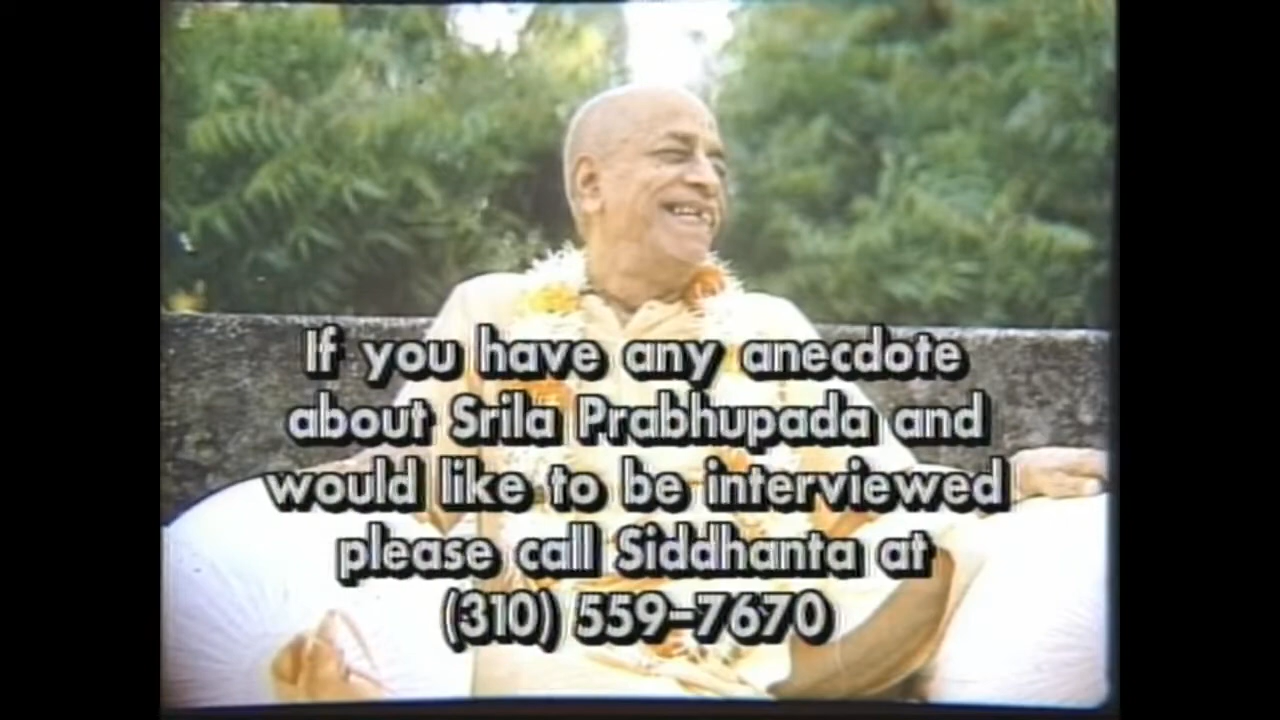 If you have any anecdote
about Srila Prabhupada and
would like to be interviewed
please call Siddhanta at
(310) 559-7670